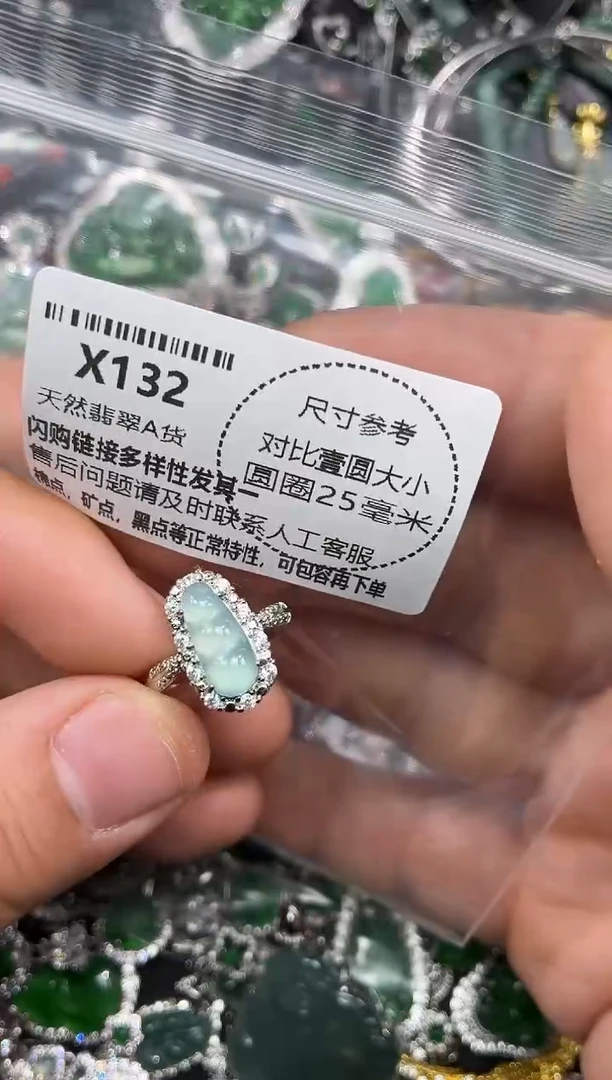 X132
天然翡翠A货
闪购链接多样性发其一
售后问题请及时联系人工客服
棉点，矿点，黑点等正常特性，可包容再下单
尺寸参考
对比壹圆大小
圆圈25毫米